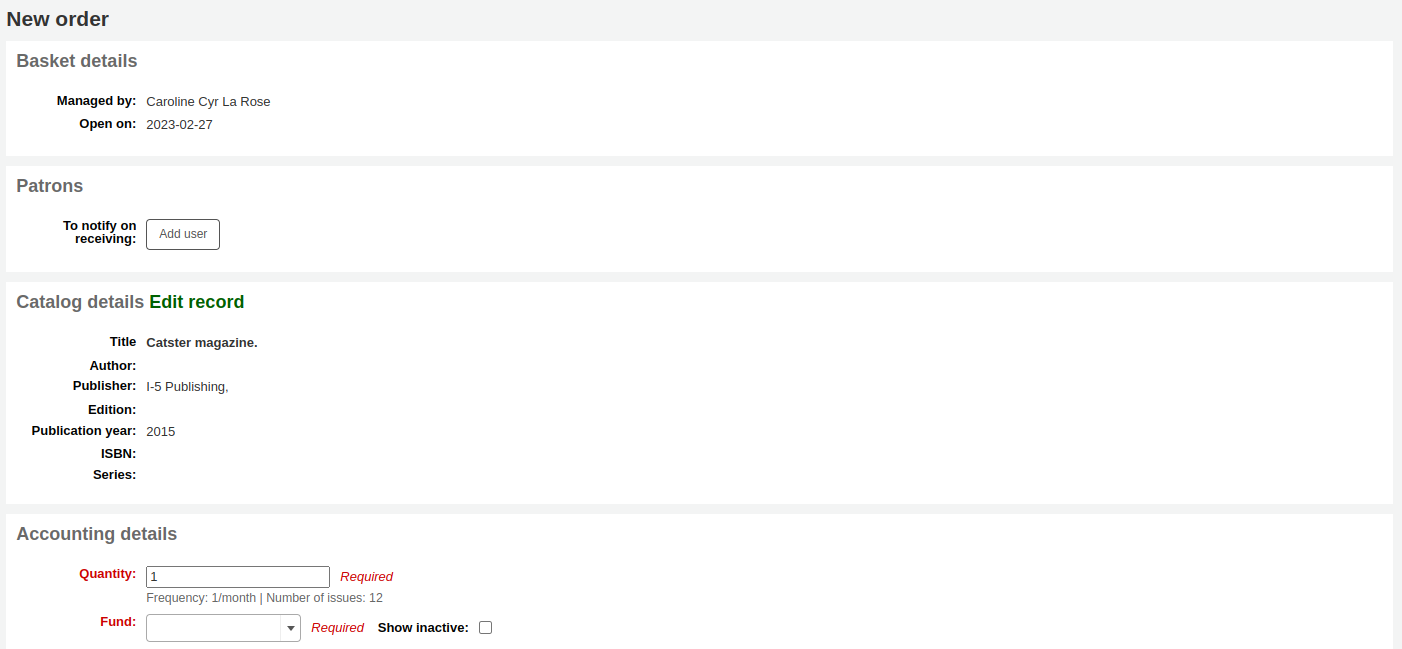 New order
Basket details
Managed by: Caroline Cyr La Rose
Open on: 2023-02-27
Patrons
To notify on
receiving: Add user
Catalog details Edit record
Title Catster magazine.
Author:
Publisher: I-5 Publishing,
Edition:
Publication year: 2015
ISBN:
Series:
Accounting details
Quantity: 1 Required
Frequency: 1/month | Number of issues: 12
Fund: Required Show inactive: